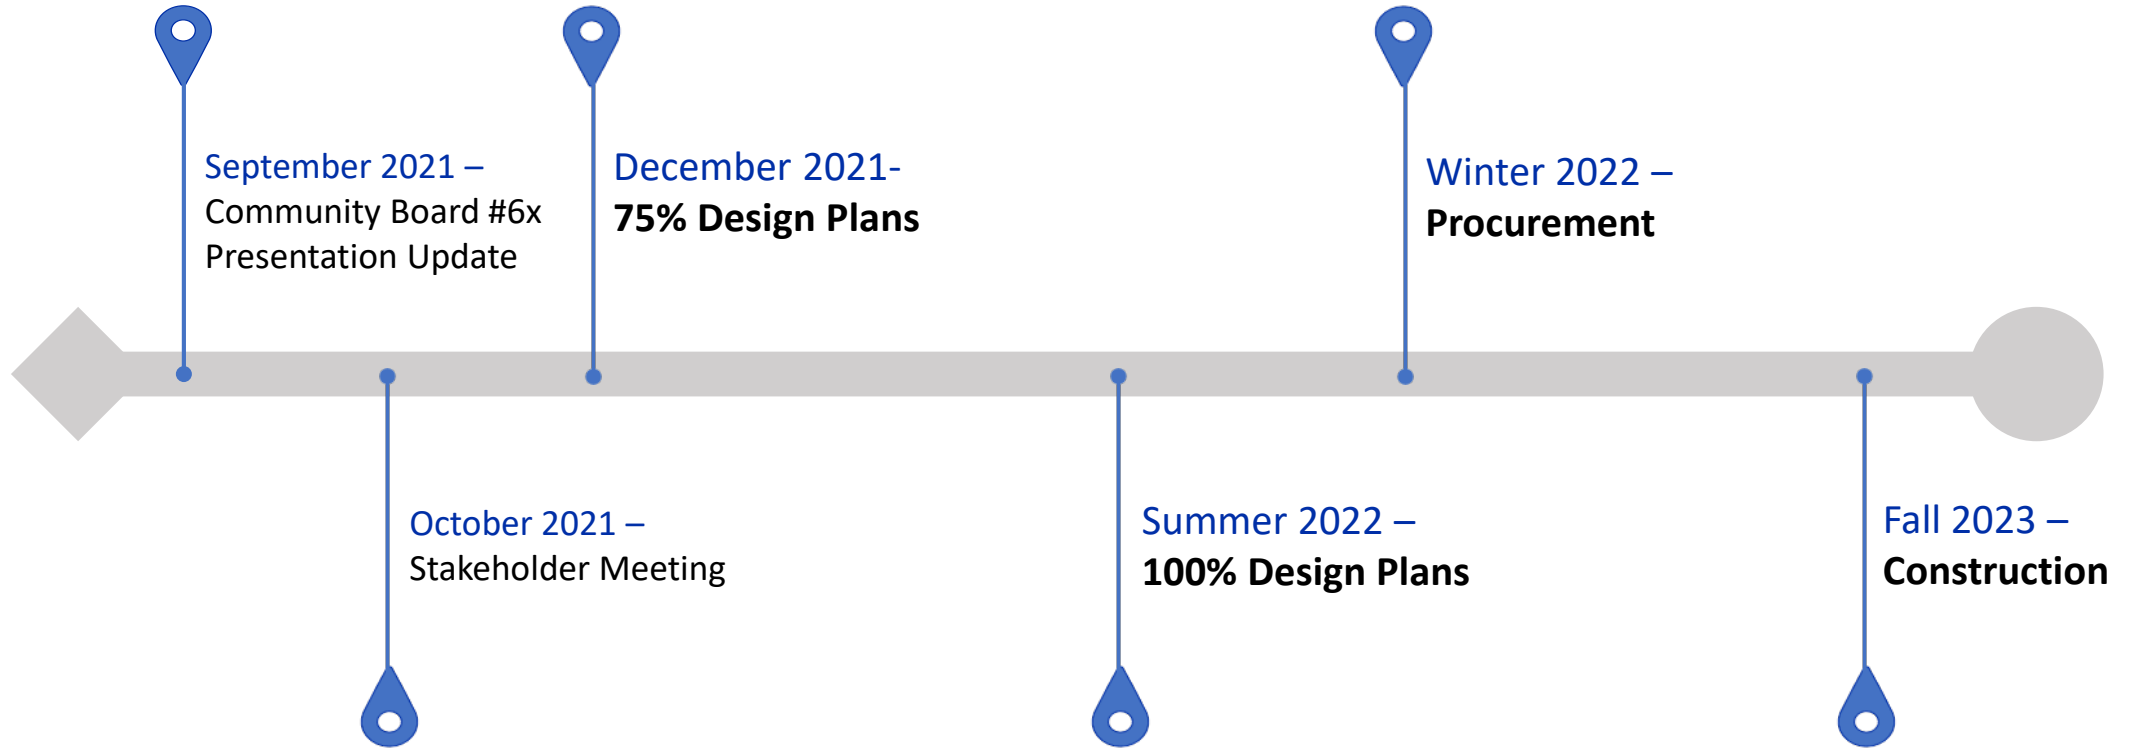 September 2021 –
Community Board #6x
Presentation Update
October 2021 –
Stakeholder Meeting
December 2021-
75% Design Plans
Summer 2022 –
100% Design Plans
Winter 2022 –
Procurement
Fall 2023 –
Construction